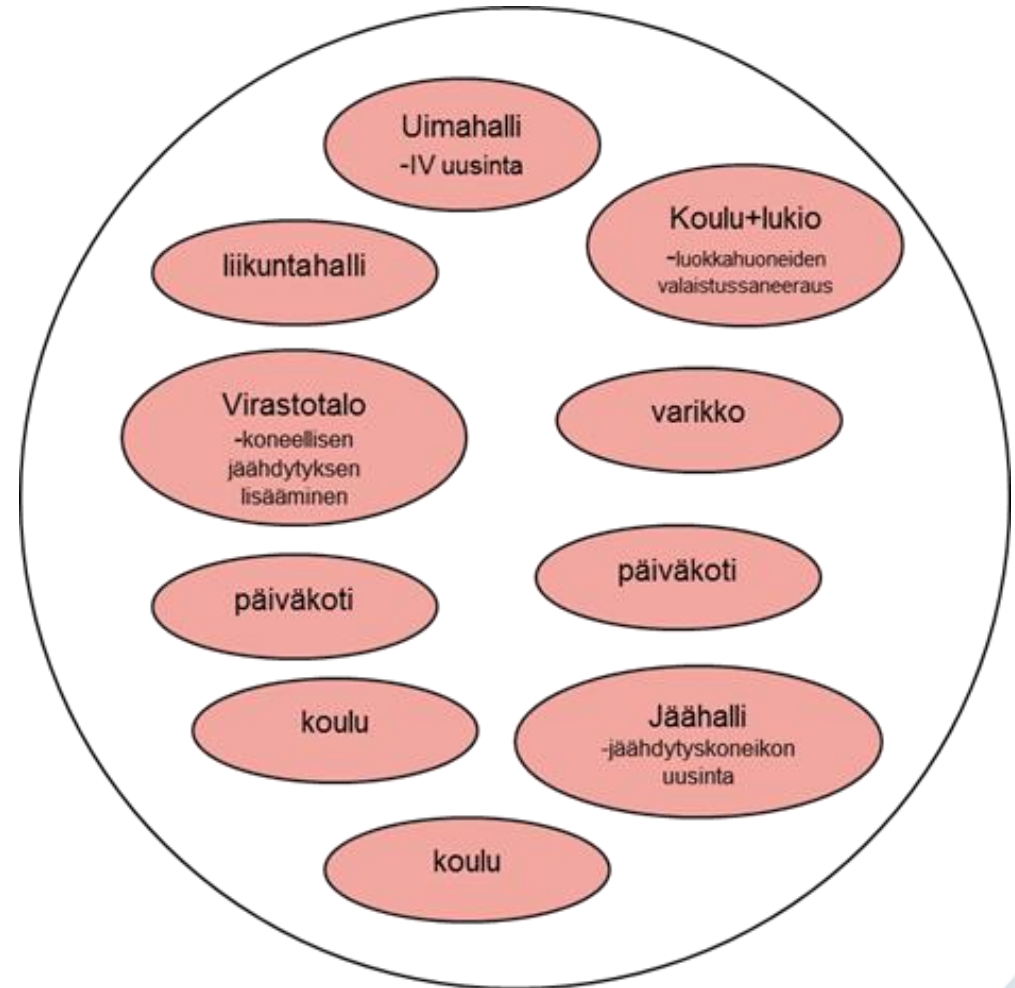 Uimahalli
-IV uusinta
Koulu+lukio
-luokkahuoneiden
valaistussaneeraus
liikuntahalli
Virastotalo
-koneellisen
jäähdytyksen
lisääminen
varikko
päiväkoti
päiväkoti
koulu
Jäähalli
-jäähdytyskoneikon
uusinta
koulu